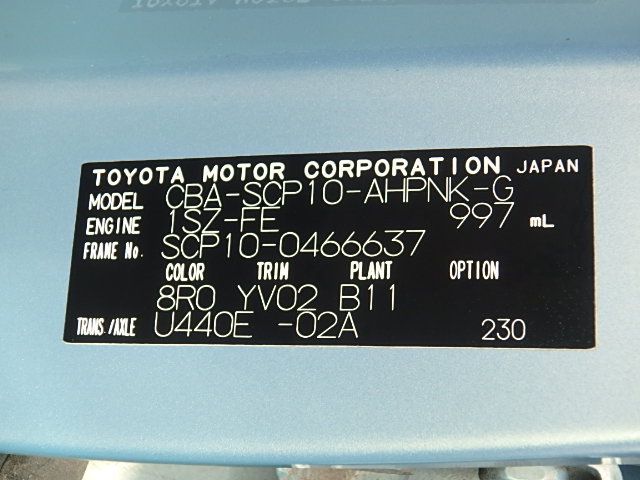 TOYOTA MOTOR CORPORATION JAPAN
MODEL CBA-SCP10-AHPNK-G
ENGINE 1SZ-FE 997 mL
FRAME No. SCP10-0466637
COLOR TRIM PLANT OPTION
8R0 YV02 B11
TRANS./AXLE U440E -02A 230